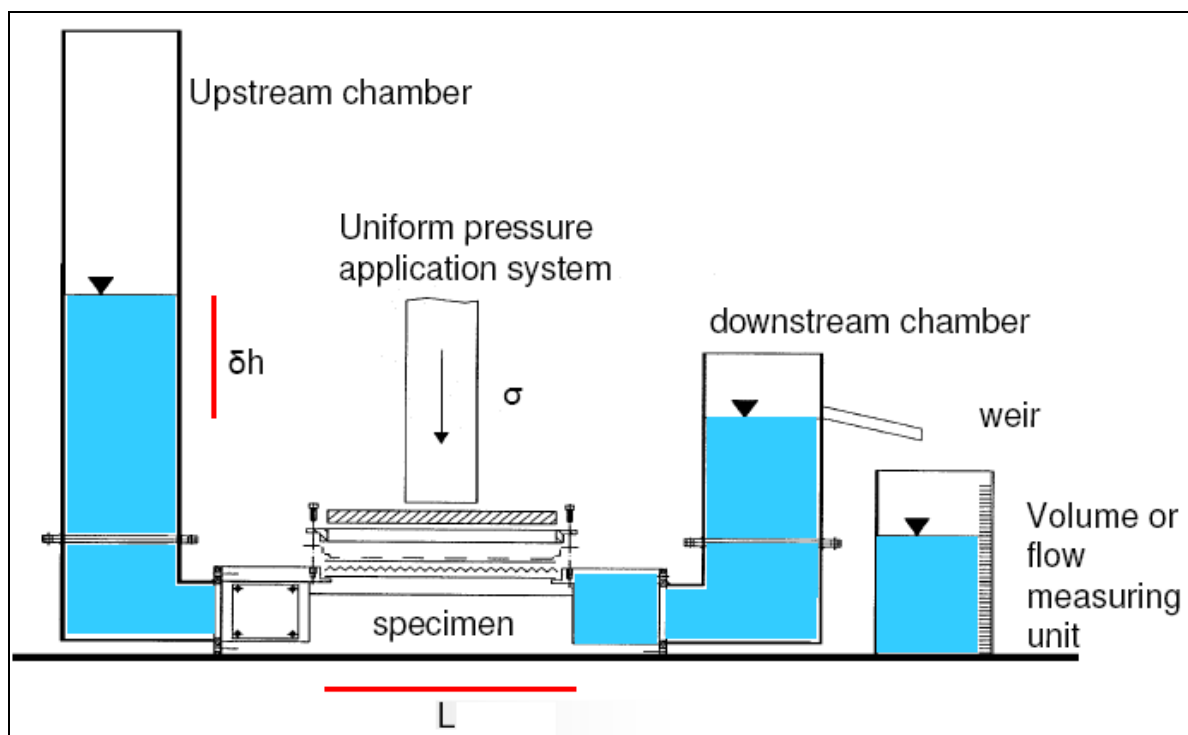 Upstream chamber
Uniform pressure
application system
δh
σ
downstream chamber
weir
Volume or
flow
measuring
unit
specimen
L